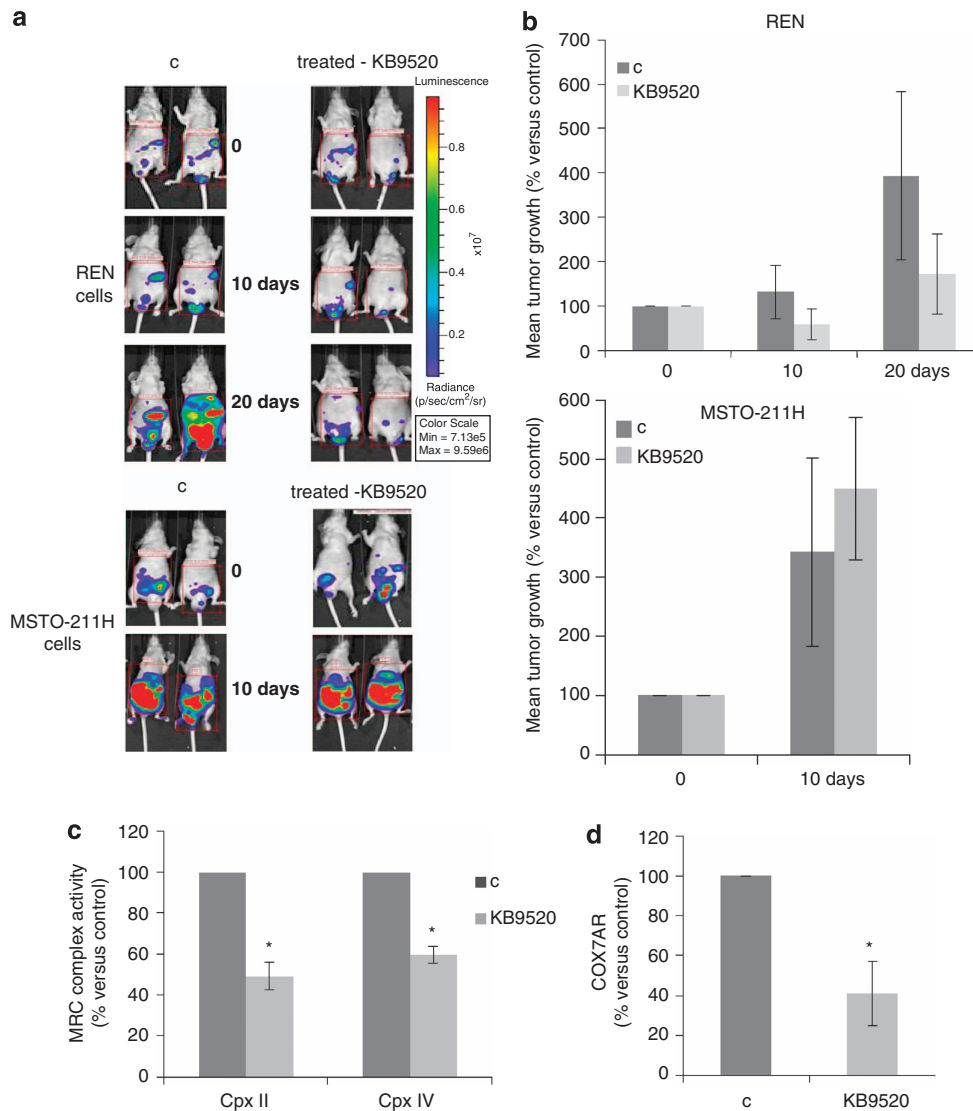 a
c
treated - KB9520
Luminescence
0
0.8
0.6
x10⁷
REN
cells
10 days
0.4
0.2
20 days
Radiance
(p/sec/cm²/sr)
Color Scale
Min = 7.13e5
Max = 9.59e6
c
treated -KB9520
0
MSTO-211H
cells
10 days
b
REN
Mean tumor growth (% versus control)
700
600
500
400
300
200
100
0
c
KB9520
0
10
20 days
MSTO-211H
Mean tumor growth (% versus control)
600
500
400
300
200
100
0
c
KB9520
0
10 days
c
MRC complex activity
(% versus control)
120
100
80
60
40
20
0
*
*
c
KB9520
Cpx II
Cpx IV
d
COX7AR
(% versus control)
120
100
80
60
40
20
0
*
c
KB9520